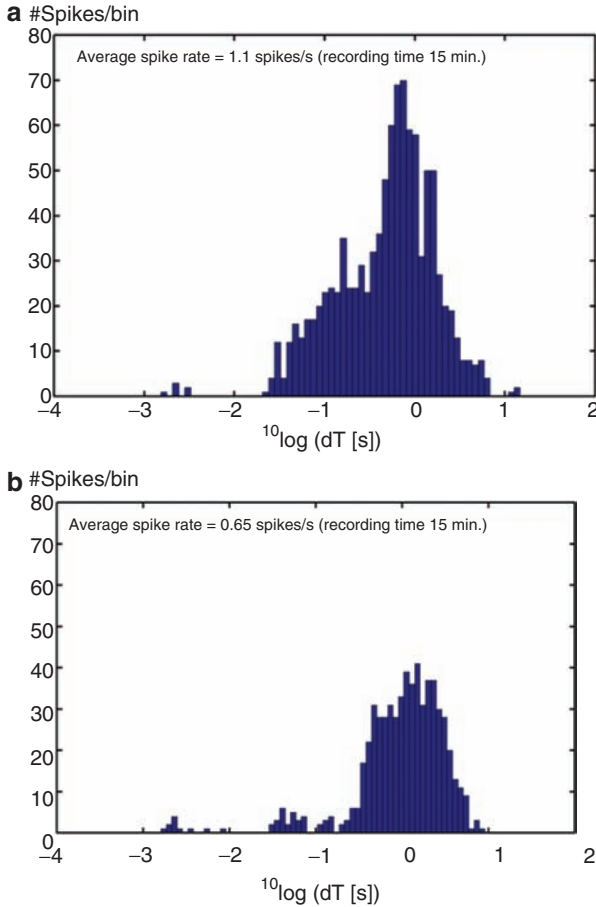 a #Spikes/bin
80
Average spike rate = 1.1 spikes/s (recording time 15 min.)
70
60
50
40
30
20
10
0
−4 −3 −2 −1 0 1 2
10log (dT [s])
b #Spikes/bin
80
Average spike rate = 0.65 spikes/s (recording time 15 min.)
70
60
50
40
30
20
10
0
−4 −3 −2 −1 0 1 2
10log (dT [s])